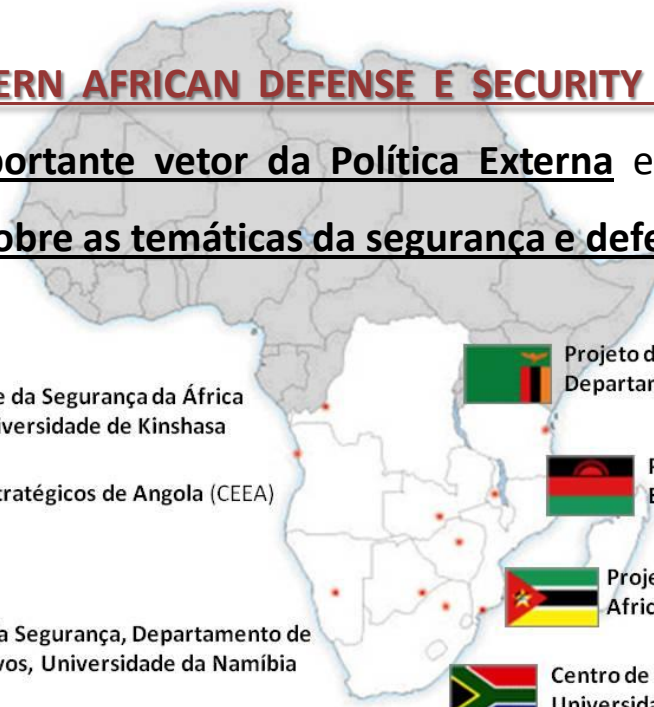 ERN AFRICAN DEFENSE E SECURITY
portante vetor da Política Externa e
obre as temáticas da segurança e defe
Projeto d
Departar
e da Segurança da África
iversidade de Kinshasa
tratégicos de Angola (CEEA)
P
E
Proje
Afric
a Segurança, Departamento de
vos, Universidade da Namíbia
Centro de
Universida